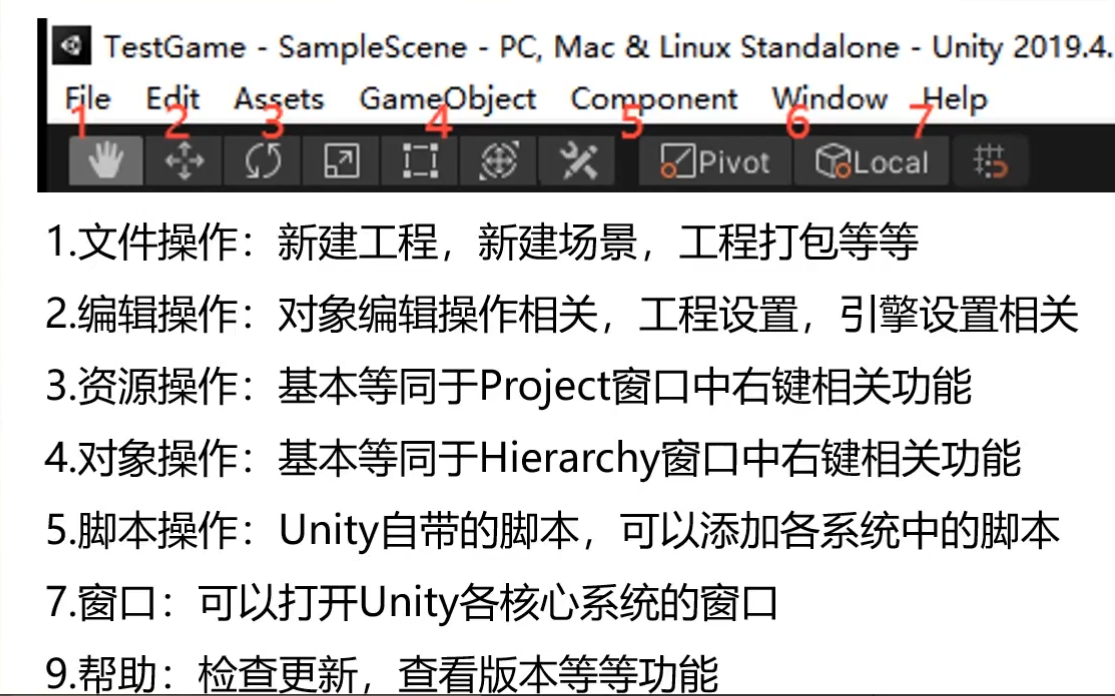 TestGame - SampleScene - PC, Mac & Linux Standalone - Unity 2019.4.
File Edit Assets GameObject Component Window Help
1 2 3 4 5 6 7
Pivot Local
1.文件操作：新建工程，新建场景，工程打包等等
2.编辑操作：对象编辑操作相关，工程设置，引擎设置相关
3.资源操作：基本等同于Project窗口中右键相关功能
4.对象操作：基本等同于Hierarchy窗口中右键相关功能
5.脚本操作：Unity自带的脚本，可以添加各系统中的脚本
7.窗口：可以打开Unity各核心系统的窗口
9.帮助：检查更新，查看版本等等功能